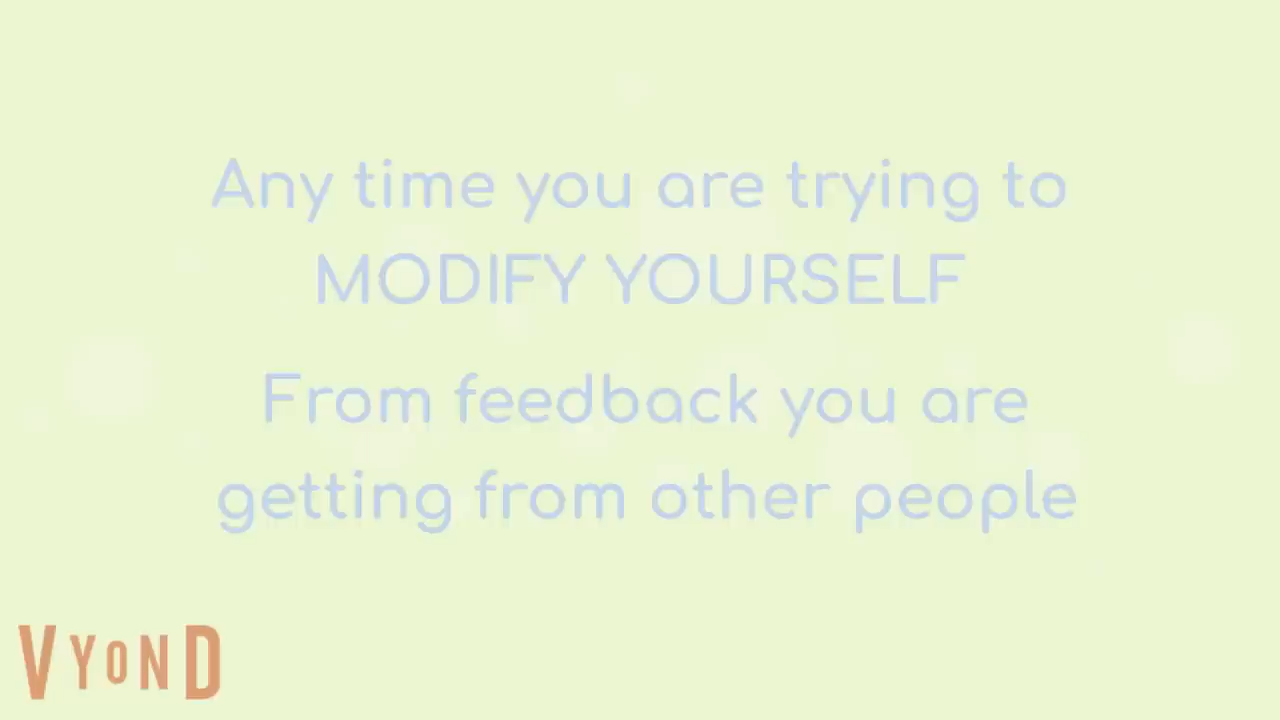 Any time you are trying to
MODIFY YOURSELF
From feedback you are
getting from other people
VYOND